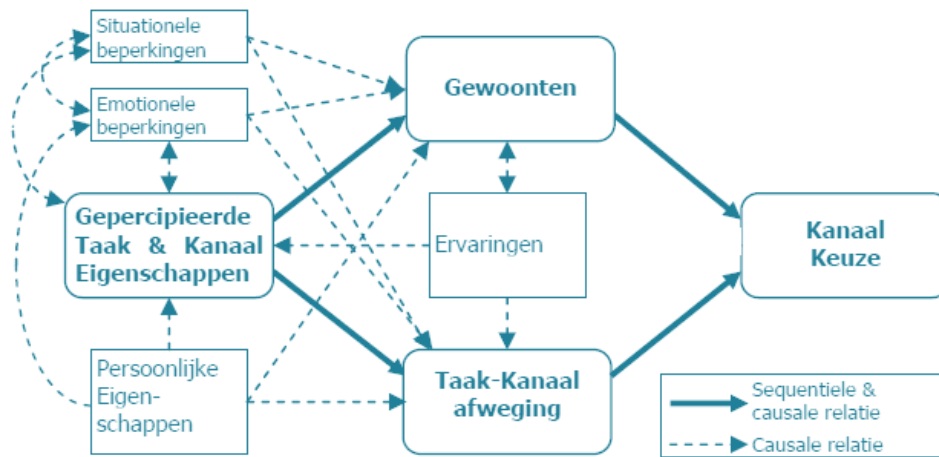 Situationele
beperkingen
Emotionele
beperkingen
Gepercipieerde
Taak & Kanaal
Eigenschappen
Persoonlijke
Eigen-
schappen
Gewoonten
Ervaringen
Taak-Kanaal
afweging
Kanaal
Keuze
Sequentiele &
causale relatie
Causale relatie